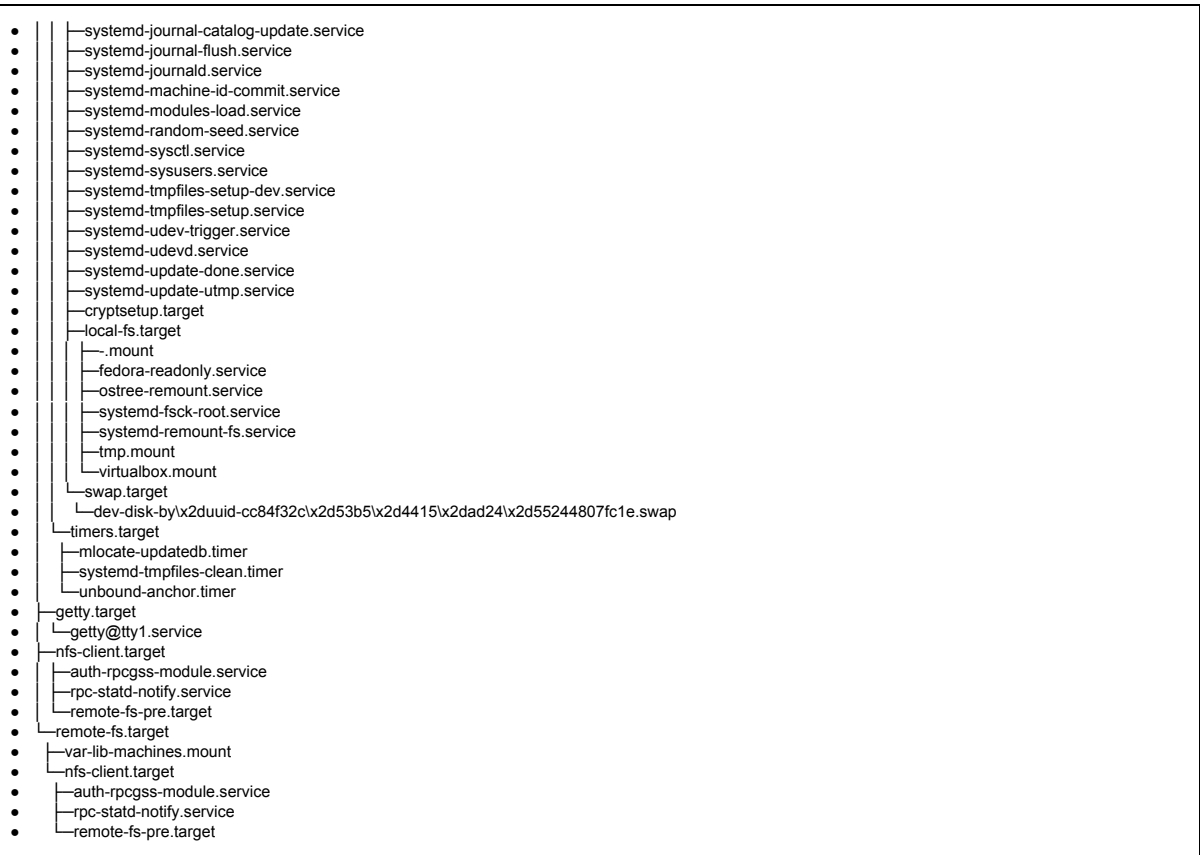 ● │ │ ├─systemd-journal-catalog-update.service
● │ │ ├─systemd-journal-flush.service
● │ │ ├─systemd-journald.service
● │ │ ├─systemd-machine-id-commit.service
● │ │ ├─systemd-modules-load.service
● │ │ ├─systemd-random-seed.service
● │ │ ├─systemd-sysctl.service
● │ │ ├─systemd-sysusers.service
● │ │ ├─systemd-tmpfiles-setup-dev.service
● │ │ ├─systemd-tmpfiles-setup.service
● │ │ ├─systemd-udev-trigger.service
● │ │ ├─systemd-udevd.service
● │ │ ├─systemd-update-done.service
● │ │ ├─systemd-update-utmp.service
● │ │ ├─cryptsetup.target
● │ │ ├─local-fs.target
● │ │ │ ├─-.mount
● │ │ │ ├─fedora-readonly.service
● │ │ │ ├─ostree-remount.service
● │ │ │ ├─systemd-fsck-root.service
● │ │ │ ├─systemd-remount-fs.service
● │ │ │ ├─tmp.mount
● │ │ │ └─virtualbox.mount
● │ │ └─swap.target
● │ │   └─dev-disk-by\x2duuid-cc84f32c\x2d53b5\x2d4415\x2dad24\x2d55244807fc1e.swap
● │ └─timers.target
● │   ├─mlocate-updatedb.timer
● │   ├─systemd-tmpfiles-clean.timer
● │   └─unbound-anchor.timer
● ├─getty.target
● │ └─getty@tty1.service
● ├─nfs-client.target
● │ ├─auth-rpcgss-module.service
● │ ├─rpc-statd-notify.service
● │ └─remote-fs-pre.target
● └─remote-fs.target
●   ├─var-lib-machines.mount
●   └─nfs-client.target
●     ├─auth-rpcgss-module.service
●     ├─rpc-statd-notify.service
●     └─remote-fs-pre.target